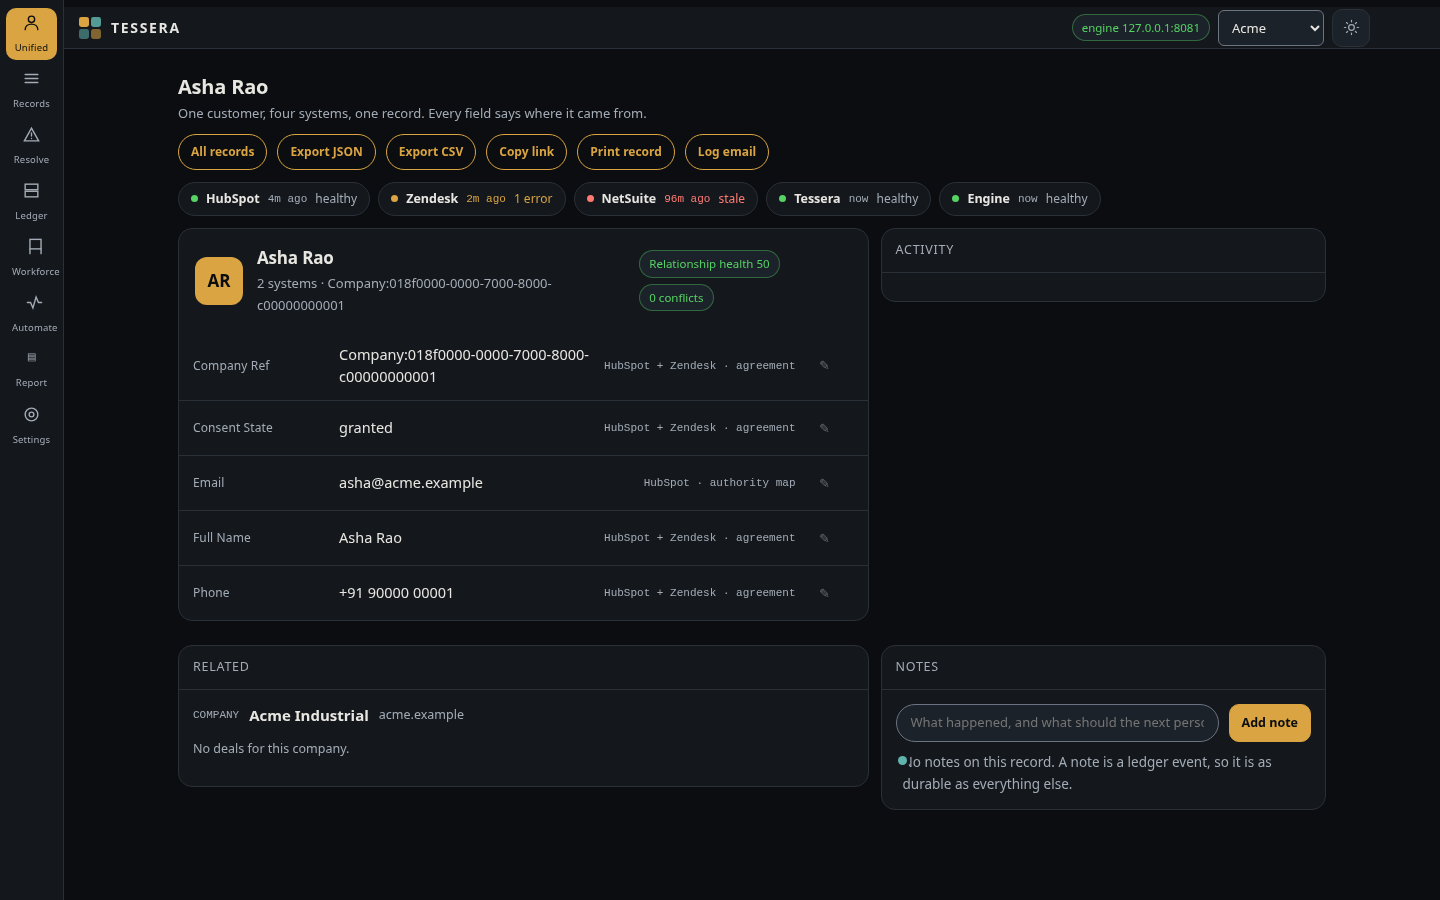 Unified
Records
Resolve
Ledger
Workforce
Automate
Report
Settings
TESSERA
engine 127.0.0.1:8081
Acme
Asha Rao
One customer, four systems, one record. Every field says where it came from.
All records
Export JSON
Export CSV
Copy link
Print record
Log email
HubSpot 4m ago healthy
Zendesk 2m ago 1 error
NetSuite 96m ago stale
Tessera now healthy
Engine now healthy
AR
Asha Rao
2 systems · Company:018f0000-0000-7000-8000-
c00000000001
Relationship health 50
0 conflicts
Company Ref
Company:018f0000-0000-7000-8000-
c00000000001
HubSpot + Zendesk · agreement
Consent State
granted
HubSpot + Zendesk · agreement
Email
asha@acme.example
HubSpot · authority map
Full Name
Asha Rao
HubSpot + Zendesk · agreement
Phone
+91 90000 00001
HubSpot + Zendesk · agreement
ACTIVITY
RELATED
COMPANY Acme Industrial acme.example
No deals for this company.
NOTES
What happened, and what should the next
Add note
notes on this record. A note is a ledger event, so it is as
durable as everything else.